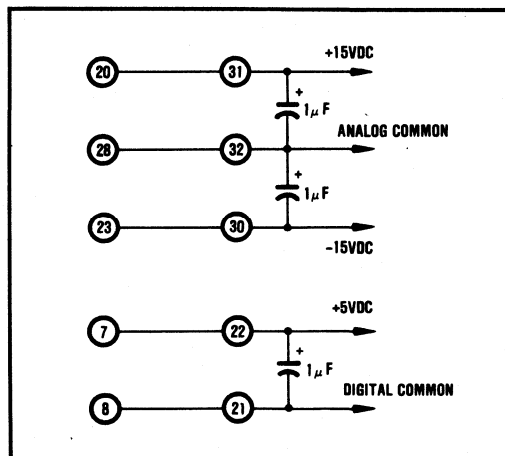 20 31 +15VDC
+
1μF
28 32 ANALOG COMMON
+
1μF
23 30 -15VDC
7 22 +5VDC
+
1μF
8 21 DIGITAL COMMON